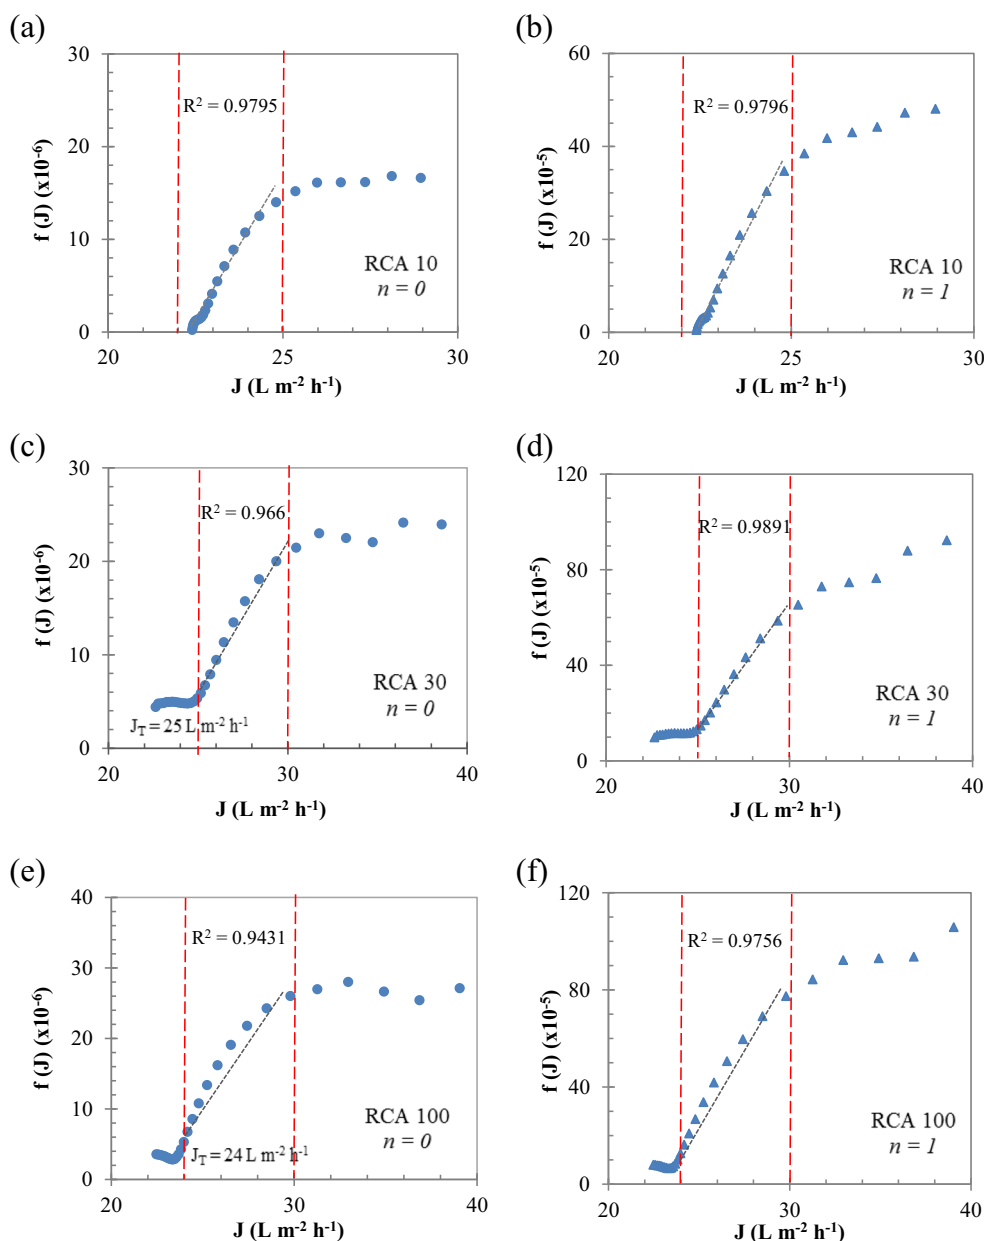 (a)
30
20
10
0
20
25
30
f (J) (x10⁻⁶)
J (L m⁻² h⁻¹)
R² = 0.9795
RCA 10
n = 0
(b)
60
40
20
0
20
25
30
f (J) (x10⁻⁵)
J (L m⁻² h⁻¹)
R² = 0.9796
RCA 10
n = 1
(c)
30
20
10
0
20
30
40
f (J) (x10⁻⁶)
J (L m⁻² h⁻¹)
R² = 0.966
RCA 30
n = 0
J_T = 25 L m⁻² h⁻¹
(d)
120
80
40
0
20
30
40
f (J) (x10⁻⁵)
J (L m⁻² h⁻¹)
R² = 0.9891
RCA 30
n = 1
(e)
40
30
20
10
0
20
30
40
f (J) (x10⁻⁶)
J (L m⁻² h⁻¹)
R² = 0.9431
RCA 100
n = 0
J_T = 24 L m⁻² h⁻¹
(f)
120
80
40
0
20
30
40
f (J) (x10⁻⁵)
J (L m⁻² h⁻¹)
R² = 0.9756
RCA 100
n = 1